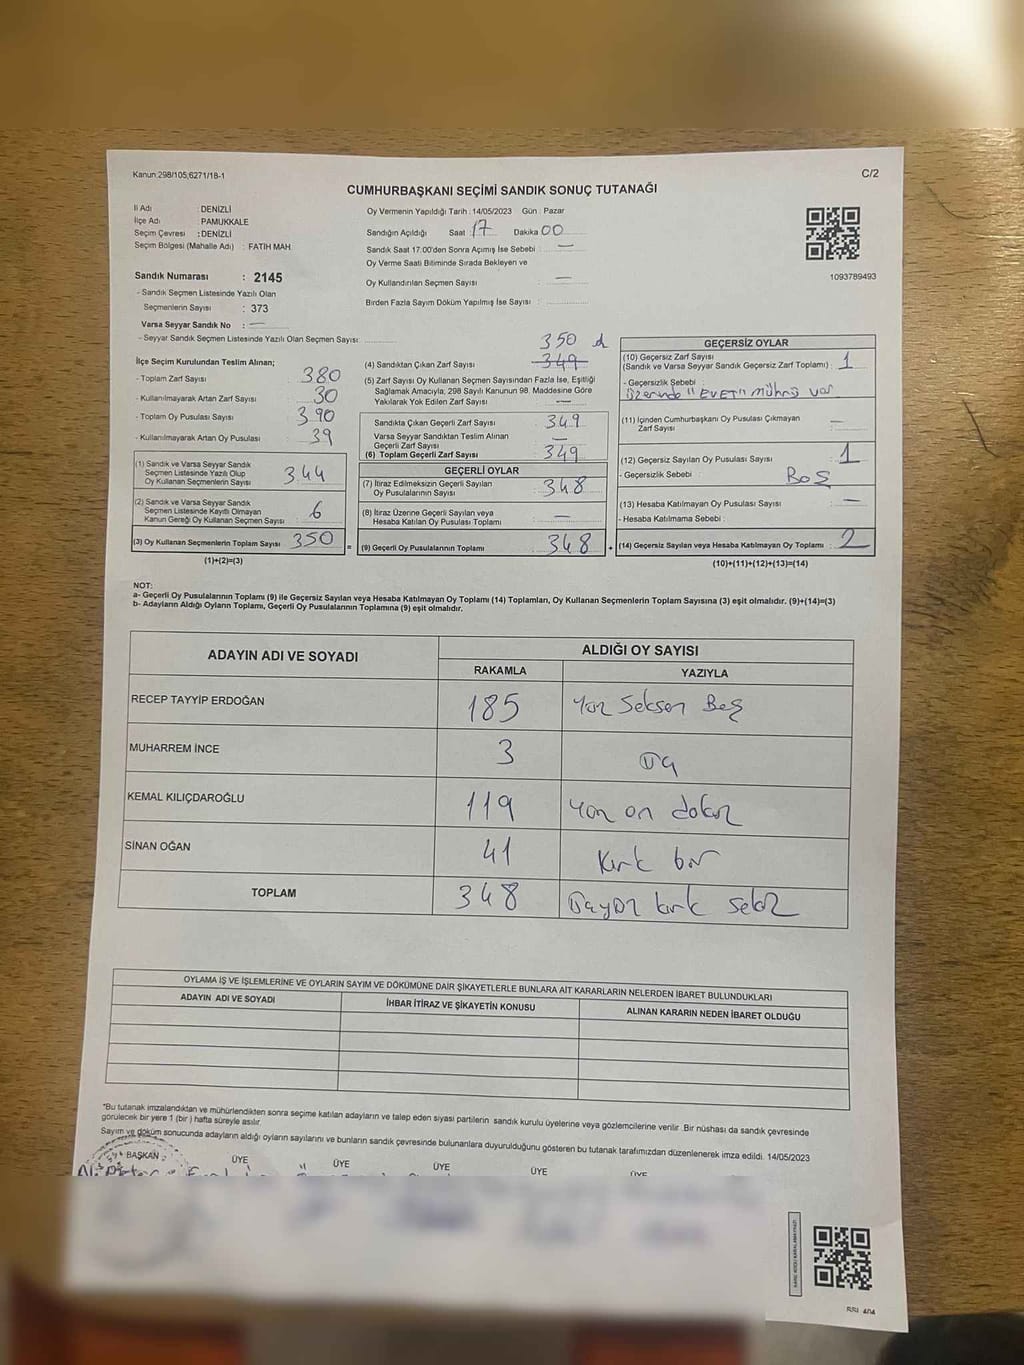 Kanun:298/105;6271/18-1
C/2
CUMHURBAŞKANI SEÇİMİ SANDIK SONUÇ TUTANAĞI
İl Adı : DENİZLİ
İlçe Adı : PAMUKKALE
Seçim Çevresi : DENİZLİ
Seçim Bölgesi (Mahalle Adı) : FATİH MAH.
Sandık Numarası : 2145
- Sandık Seçmen Listesinde Yazılı Olan
Seçmenlerin Sayısı : 373
Varsa Seyyar Sandık No : —
- Seyyar Sandık Seçmen Listesinde Yazılı Olan Seçmen Sayısı:
Oy Vermenin Yapıldığı Tarih : 14/05/2023 Gün : Pazar
Sandığın Açıldığı Saat 17 Dakika 00
Sandık Saat 17.00'den Sonra Açımış İse Sebebi : —
Oy Verme Saati Bitiminde Sırada Bekleyen ve
Oy Kullandırılan Seçmen Sayısı : —
Birden Fazla Sayım Döküm Yapılmış İse Sayısı :
1093789493
İlçe Seçim Kurulundan Teslim Alınan;
- Toplam Zarf Sayısı 380
- Kullanılmayarak Artan Zarf Sayısı 30
- Toplam Oy Pusulası Sayısı 390
- Kullanılmayarak Artan Oy Pusulası 39
(1) Sandık ve Varsa Seyyar Sandık
Seçmen Listesinde Yazılı Olup
Oy Kullanan Seçmenlerin Sayısı 344
(2) Sandık ve Varsa Seyyar Sandık
Seçmen Listesinde Kayıtlı Olmayan
Kanun Gereği Oy Kullanan Seçmen Sayısı : 6
(3) Oy Kullanan Seçmenlerin Toplam Sayısı 350
(1)+(2)=(3)
350
(4) Sandıktan Çıkan Zarf Sayısı : 349
(5) Zarf Sayısı Oy Kullanan Seçmen Sayısından Fazla İse, Eşitliği
Sağlamak Amacıyla, 298 Sayılı Kanunun 98. Maddesine Göre
Yakılarak Yok Edilen Zarf Sayısı : —
Sandıkta Çıkan Geçerli Zarf Sayısı : 349
Varsa Seyyar Sandıktan Teslim Alınan
Geçerli Zarf Sayısı : —
(6) Toplam Geçerli Zarf Sayısı : 349
GEÇERLİ OYLAR
(7) İtiraz Edilmeksizin Geçerli Sayılan
Oy Pusulalarının Sayısı : 348
(8) İtiraz Üzerine Geçerli Sayılan veya
Hesaba Katılan Oy Pusulası Toplamı : —
= (9) Geçerli Oy Pusulalarının Toplamı : 348
GEÇERSİZ OYLAR
(10) Geçersiz Zarf Sayısı
(Sandık ve Varsa Seyyar Sandık Geçersiz Zarf Toplamı) : 1
- Geçersizlik Sebebi :
üzerinde "EVET" mührü var
(11) İçinden Cumhurbaşkanı Oy Pusulası Çıkmayan
Zarf Sayısı : —
(12) Geçersiz Sayılan Oy Pusulası Sayısı : 1
- Geçersizlik Sebebi : BoŞ
(13) Hesaba Katılmayan Oy Pusulası Sayısı : —
- Hesaba Katılmama Sebebi :
+ (14) Geçersiz Sayılan veya Hesaba Katılmayan Oy Toplamı : 2
(10)+(11)+(12)+(13)=(14)
NOT:
a- Geçerli Oy Pusulalarının Toplamı (9) ile Geçersiz Sayılan veya Hesaba Katılmayan Oy Toplamı (14) Toplamları, Oy Kullanan Seçmenlerin Toplam Sayısına (3) eşit olmalıdır. (9)+(14)=(3)
b- Adayların Aldığı Oyların Toplamı, Geçerli Oy Pusulalarının Toplamına (9) eşit olmalıdır.
ADAYIN ADI VE SOYADI
ALDIĞI OY SAYISI
RAKAMLA YAZIYLA
RECEP TAYYİP ERDOĞAN 185 Yüz Seksen Beş
MUHARREM İNCE 3 Üç
KEMAL KILIÇDAROĞLU 119 Yüz on dokuz
SİNAN OĞAN 41 Kırk bir
TOPLAM 348 Üçyüz kırk sekiz
OYLAMA İŞ VE İŞLEMLERİNE VE OYLARIN SAYIM VE DÖKÜMÜNE DAİR ŞİKAYETLERLE BUNLARA AİT KARARLARIN NELERDEN İBARET BULUNDUKLARI
ADAYIN ADI VE SOYADI İHBAR İTİRAZ VE ŞİKAYETİN KONUSU ALINAN KARARIN NEDEN İBARET OLDUĞU
*Bu tutanak imzalandıktan ve mühürlendikten sonra seçime katılan adayların ve talep eden siyasi partilerin sandık kurulu üyelerine veya gözlemcilerine verilir. Bir nüshası da sandık çevresinde
görülecek bir yere 1 (bir) hafta süreyle asılır.
Sayım ve döküm sonucunda adayların aldığı oyların sayılarını ve bunların sandık çevresinde bulunanlara duyurulduğunu gösteren bu tutanak tarafımızdan düzenlenerek imza edildi. 14/05/2023
BAŞKAN ÜYE ÜYE ÜYE ÜYE ÜYE